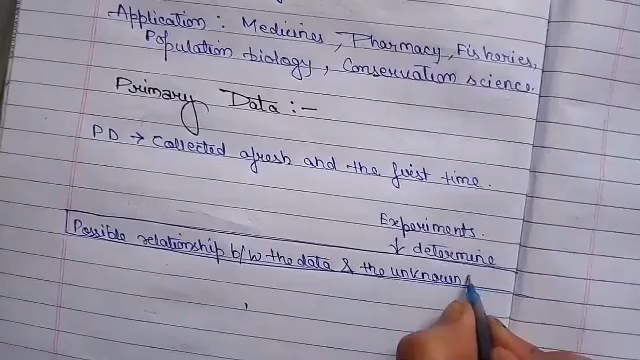 Application : Medicines, Pharmacy, Fisheries,
Population biology, Conservation science.
Primary Data :-
PD → Collected afresh and the first time.
Experiments.
↓ determine
Possible relationship b/w the data & the unknown